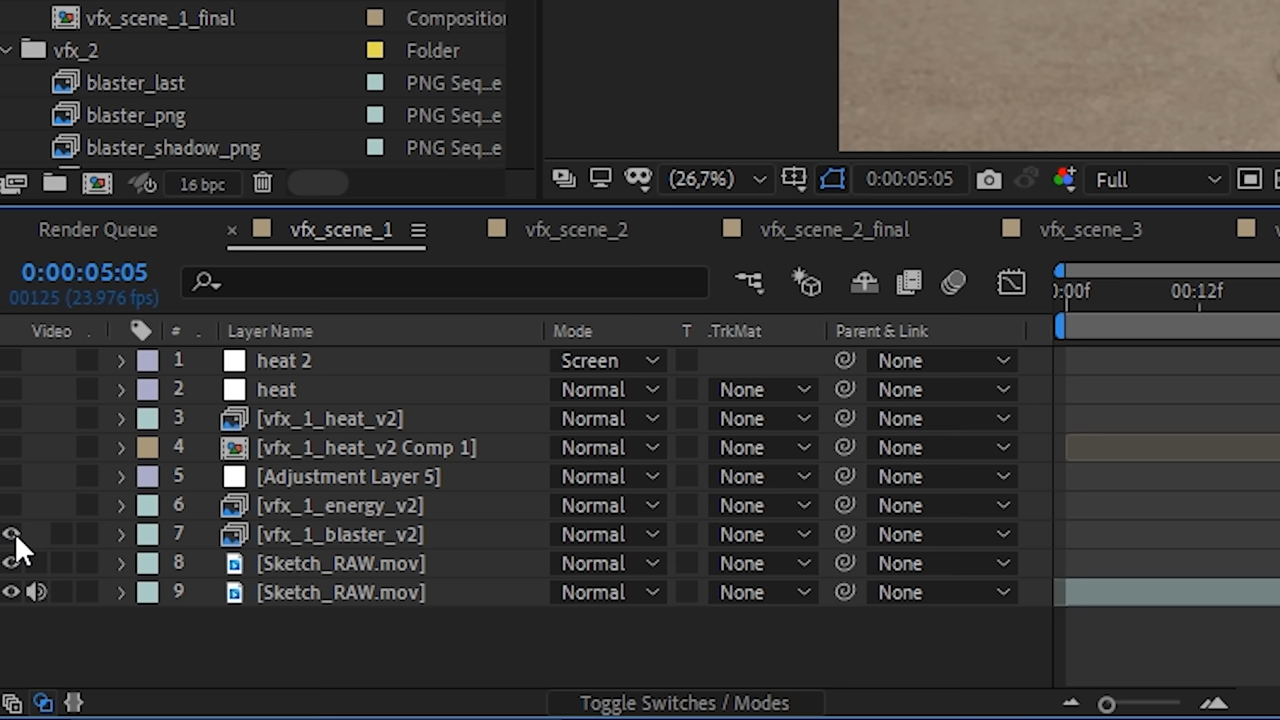 vfx_scene_1_final Composition
vfx_2 Folder
blaster_last PNG Seq...e
blaster_png PNG Seq...e
blaster_shadow_png PNG Seq...e
16 bpc (26,7%) 0:00:05:05 Full
Render Queue × vfx_scene_1 vfx_scene_2 vfx_scene_2_final vfx_scene_3
0:00:05:05
00125 (23.976 fps)
):00f 00:12f
Video . # . Layer Name Mode T .TrkMat Parent & Link
1 heat 2 Screen None
2 heat Normal None None
3 [vfx_1_heat_v2] Normal None None
4 [vfx_1_heat_v2 Comp 1] Normal None None
5 [Adjustment Layer 5] Normal None None
6 [vfx_1_energy_v2] Normal None None
7 [vfx_1_blaster_v2] Normal None None
8 [Sketch_RAW.mov] Normal None None
9 [Sketch_RAW.mov] Normal None None
Toggle Switches / Modes